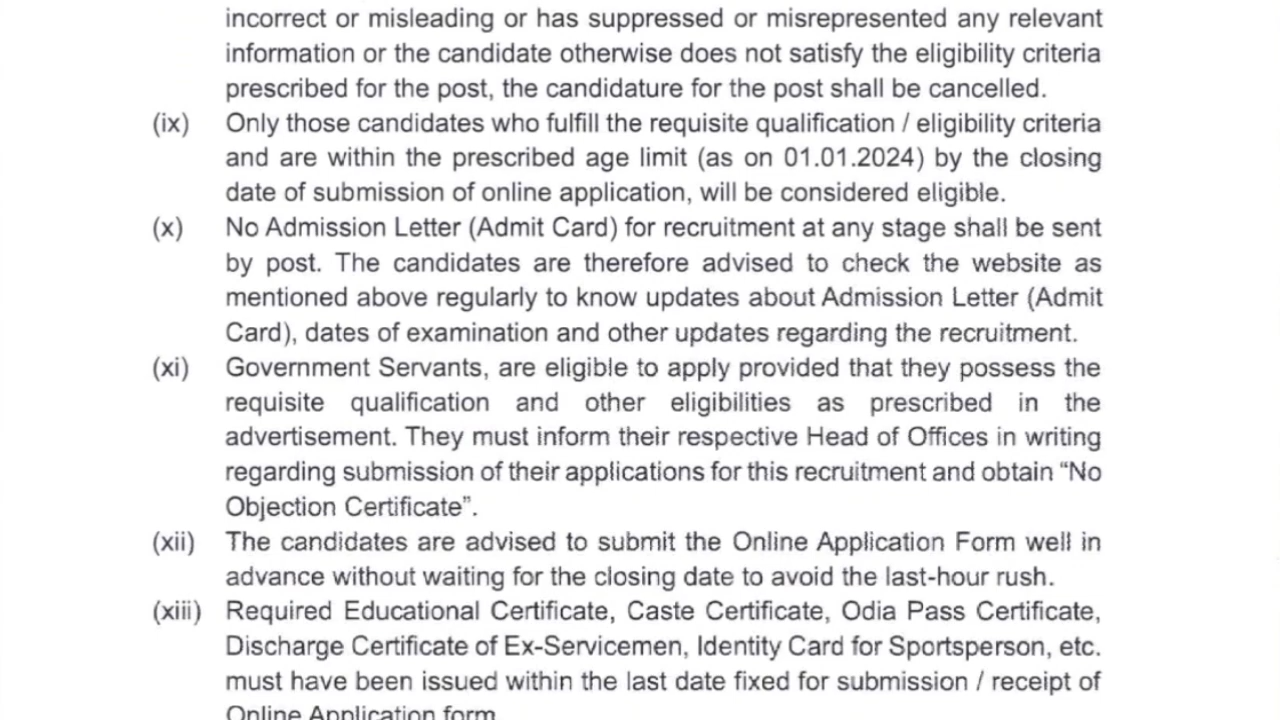 incorrect or misleading or has suppressed or misrepresented any relevant
information or the candidate otherwise does not satisfy the eligibility criteria
prescribed for the post, the candidature for the post shall be cancelled.
(ix) Only those candidates who fulfill the requisite qualification / eligibility criteria
and are within the prescribed age limit (as on 01.01.2024) by the closing
date of submission of online application, will be considered eligible.
(x) No Admission Letter (Admit Card) for recruitment at any stage shall be sent
by post. The candidates are therefore advised to check the website as
mentioned above regularly to know updates about Admission Letter (Admit
Card), dates of examination and other updates regarding the recruitment.
(xi) Government Servants, are eligible to apply provided that they possess the
requisite qualification and other eligibilities as prescribed in the
advertisement. They must inform their respective Head of Offices in writing
regarding submission of their applications for this recruitment and obtain “No
Objection Certificate”.
(xii) The candidates are advised to submit the Online Application Form well in
advance without waiting for the closing date to avoid the last-hour rush.
(xiii) Required Educational Certificate, Caste Certificate, Odia Pass Certificate,
Discharge Certificate of Ex-Servicemen, Identity Card for Sportsperson, etc.
must have been issued within the last date fixed for submission / receipt of
Online Application form.